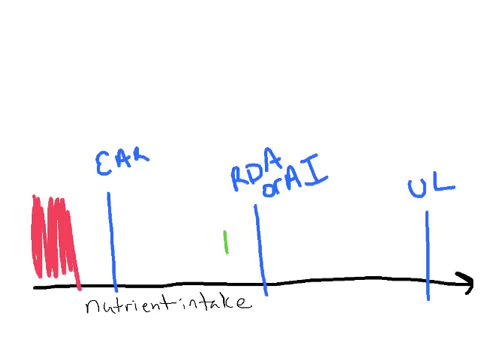 EAR
RDA
or AI
UL
nutrient intake